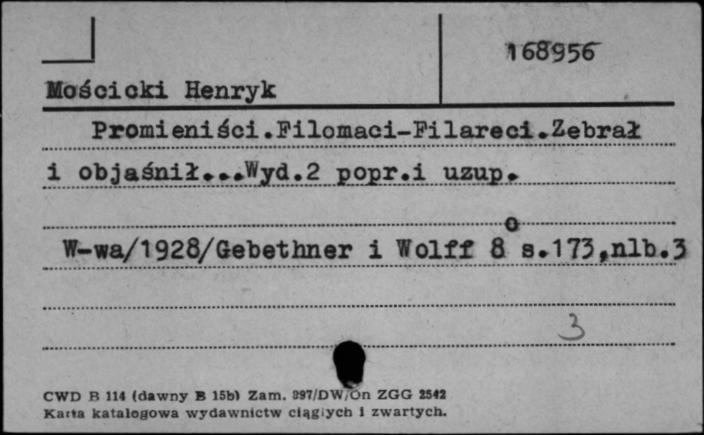 168956
Mościcki Henryk
Promieniści.Filomaci-Filareci.Zebrał
i objaśnił...Wyd.2 popr.i uzup.
W-wa/1928/Gebethner i Wolff 8o s.173,nlb.3
3
CWD B 114 (dawny B 15b) Zam. 397/DW/On ZGG 2542
Karta katalogowa wydawnictw ciągłych i zwartych.